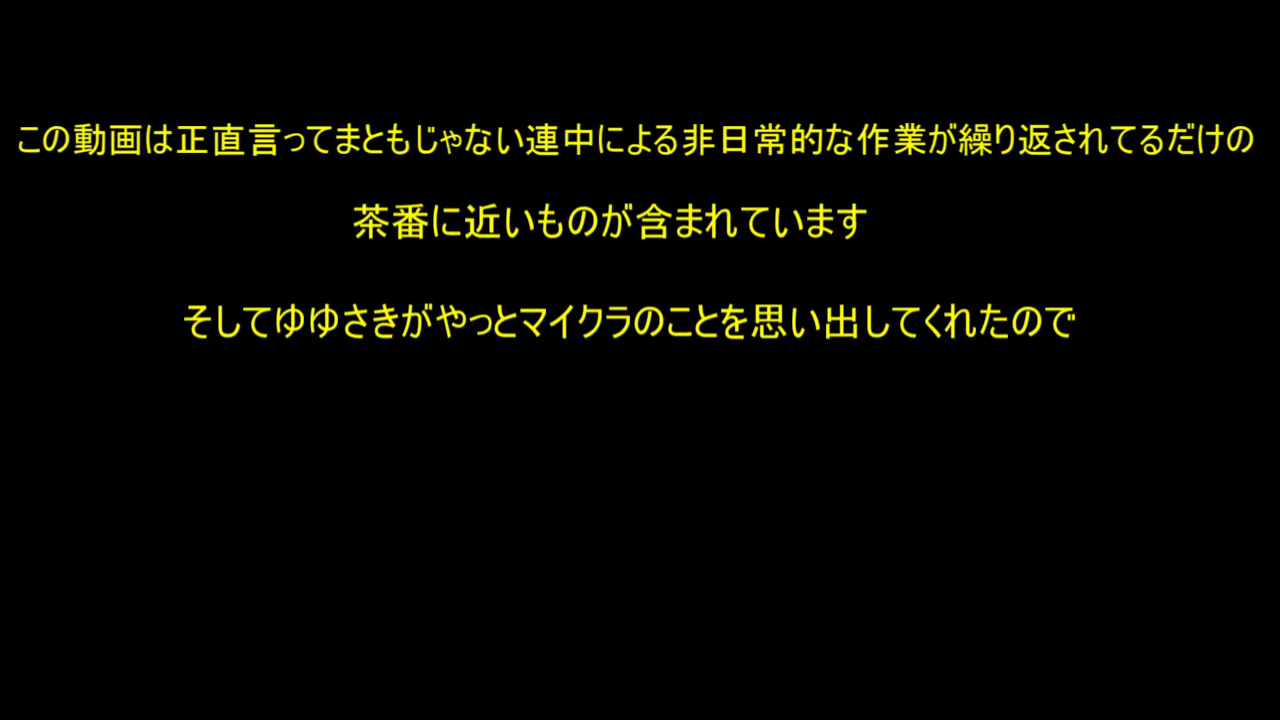 この動画は正直言ってまともじゃない連中による非日常的な作業が繰り返されてるだけの
茶番に近いものが含まれています
そしてゆゆさきがやっとマイクラのことを思い出してくれたので